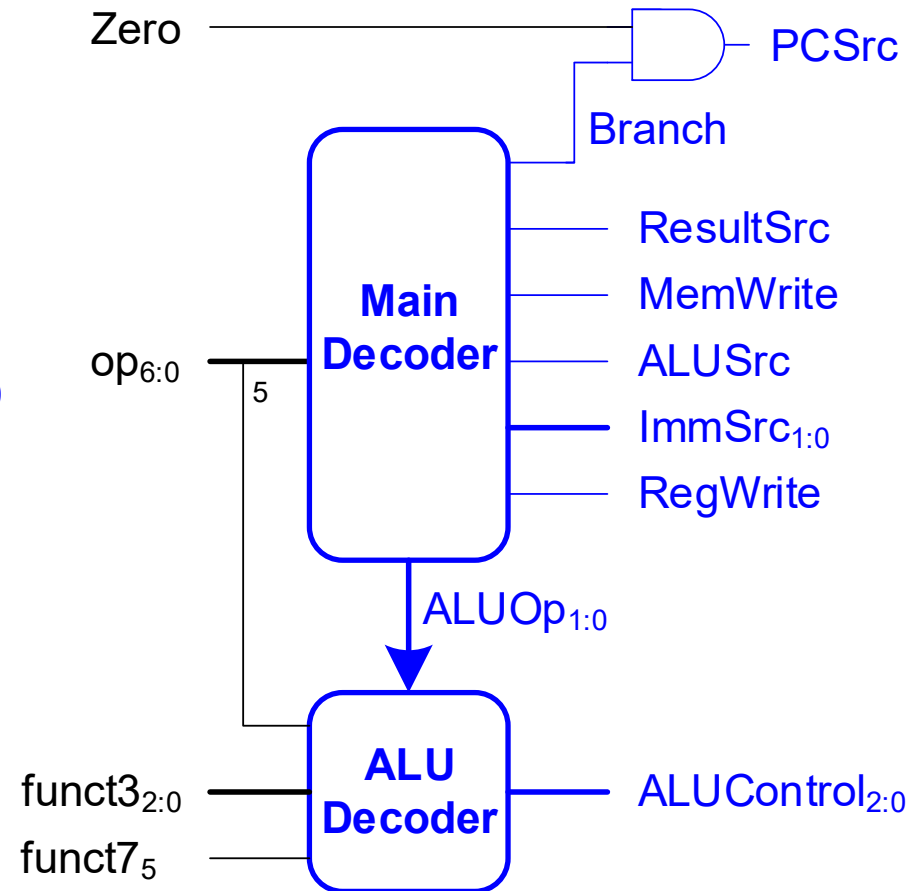 Zero
PCSrc
Branch
ResultSrc
Main
Decoder
MemWrite
op6:0
5
ALUSrc
ImmSrc1:0
RegWrite
ALUOp1:0
ALU
Decoder
funct32:0
ALUControl2:0
funct75